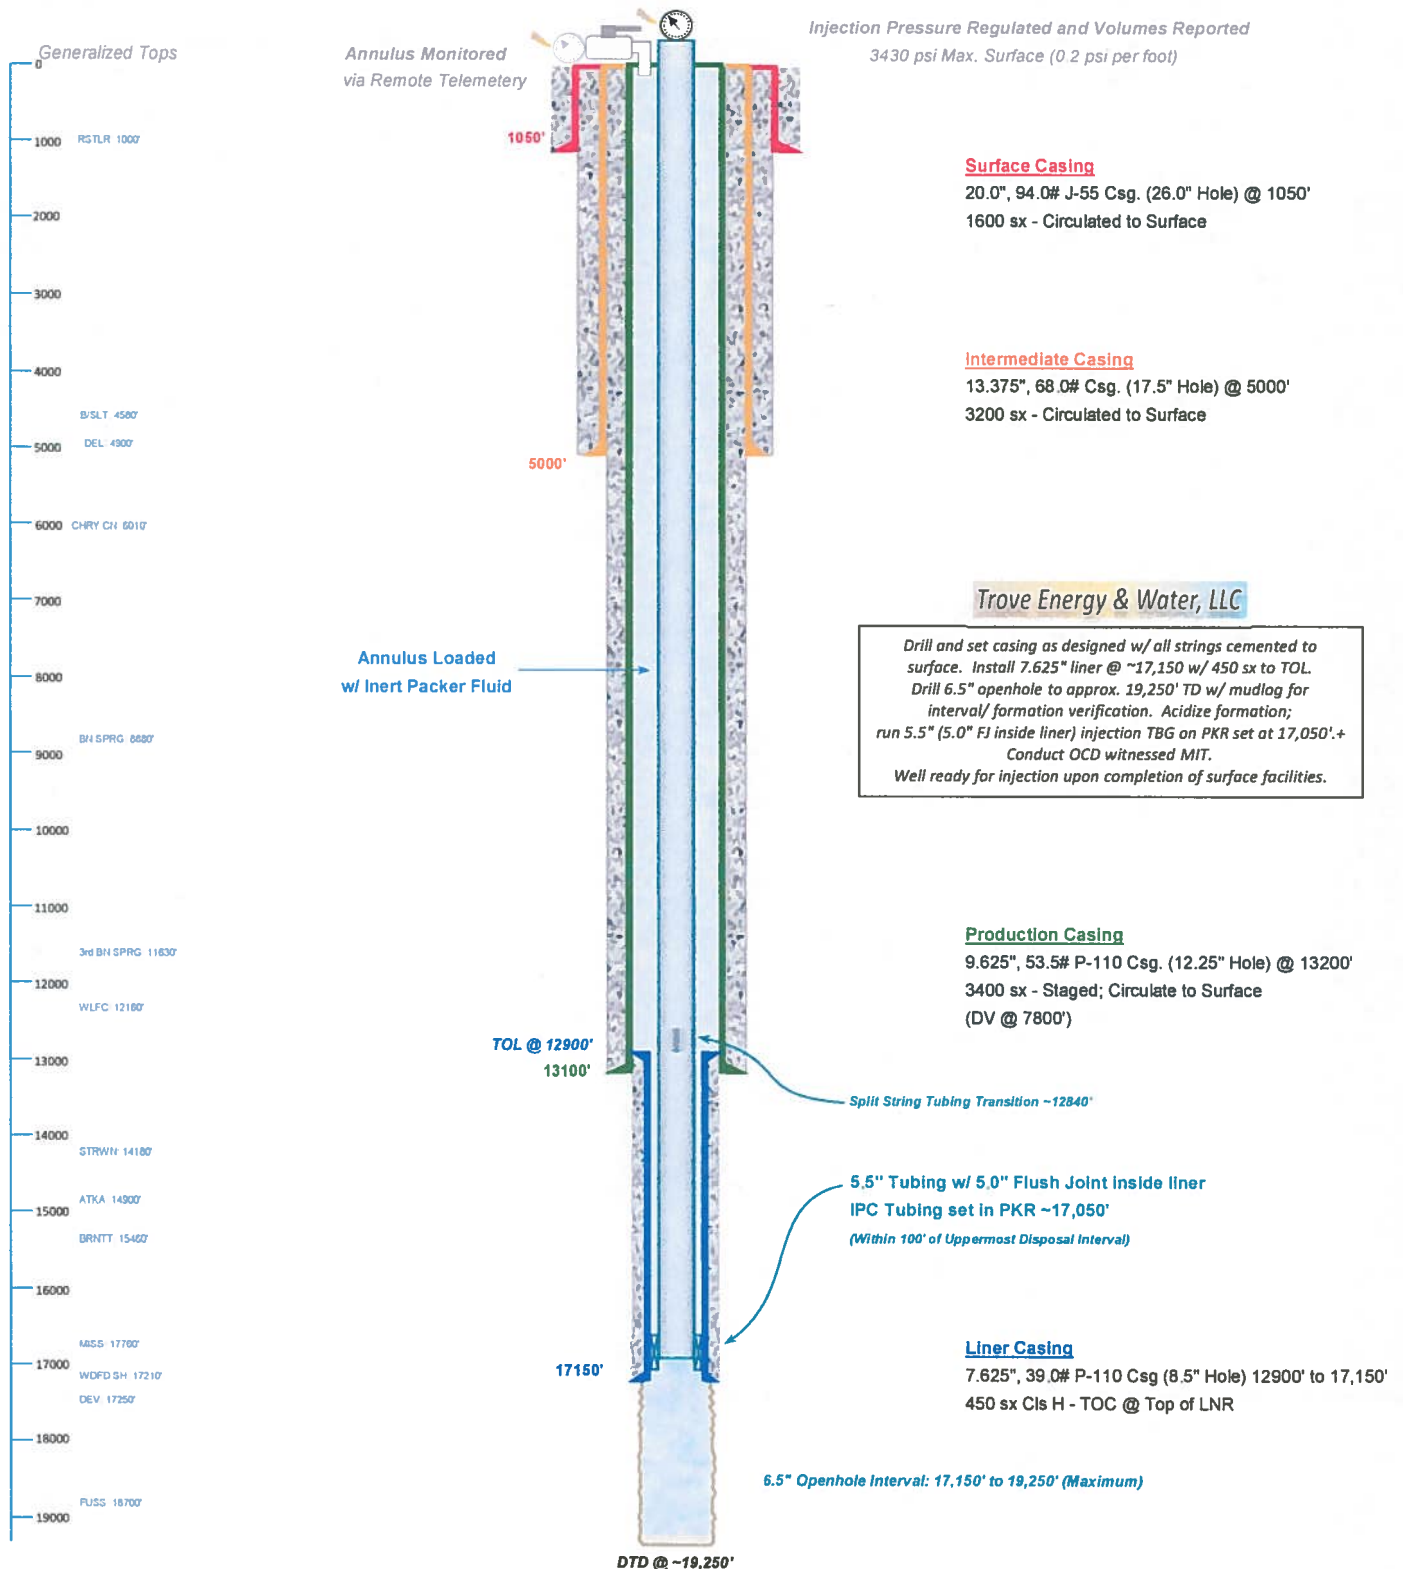 Generalized Tops
0
1000
2000
3000
4000
5000
6000
7000
8000
9000
10000
11000
12000
13000
14000
15000
16000
17000
18000
19000
RSTLR 1000'
B/SLT 4580'
DEL 4900'
CHRY CN 6010'
BN SPRG 8680'
3rd BN SPRG 11630'
WLFC 12160'
STRWN 14180'
ATKA 14900'
BRNTT 15460'
MISS 17760'
WDFD SH 17210'
DEV 17250'
FUSS 18700'
Annulus Monitored
via Remote Telemetery
Injection Pressure Regulated and Volumes Reported
3430 psi Max. Surface (0.2 psi per foot)
1050'
5000'
Annulus Loaded
w/ Inert Packer Fluid
TOL @ 12900'
13100'
17150'
DTD @ ~19,250'
Surface Casing
20.0", 94.0# J-55 Csg. (26.0" Hole) @ 1050'
1600 sx - Circulated to Surface
Intermediate Casing
13.375", 68.0# Csg. (17.5" Hole) @ 5000'
3200 sx - Circulated to Surface
Trove Energy & Water, LLC
Drill and set casing as designed w/ all strings cemented to
surface. Install 7.625" liner @ ~17,150 w/ 450 sx to TOL.
Drill 6.5" openhole to approx. 19,250' TD w/ mudlog for
interval/formation verification. Acidize formation;
run 5.5" (5.0" FJ inside liner) injection TBG on PKR set at 17,050'.+
Conduct OCD witnessed MIT.
Well ready for injection upon completion of surface facilities.
Production Casing
9.625", 53.5# P-110 Csg. (12.25" Hole) @ 13200'
3400 sx - Staged; Circulate to Surface
(DV @ 7800')
Split String Tubing Transition ~12840'
5.5" Tubing w/ 5.0" Flush Joint inside liner
IPC Tubing set in PKR ~17,050'
(Within 100' of Uppermost Disposal Interval)
Liner Casing
7.625", 39.0# P-110 Csg (8.5" Hole) 12900' to 17,150'
450 sx Cls H - TOC @ Top of LNR
6.5" Openhole Interval: 17,150' to 19,250' (Maximum)